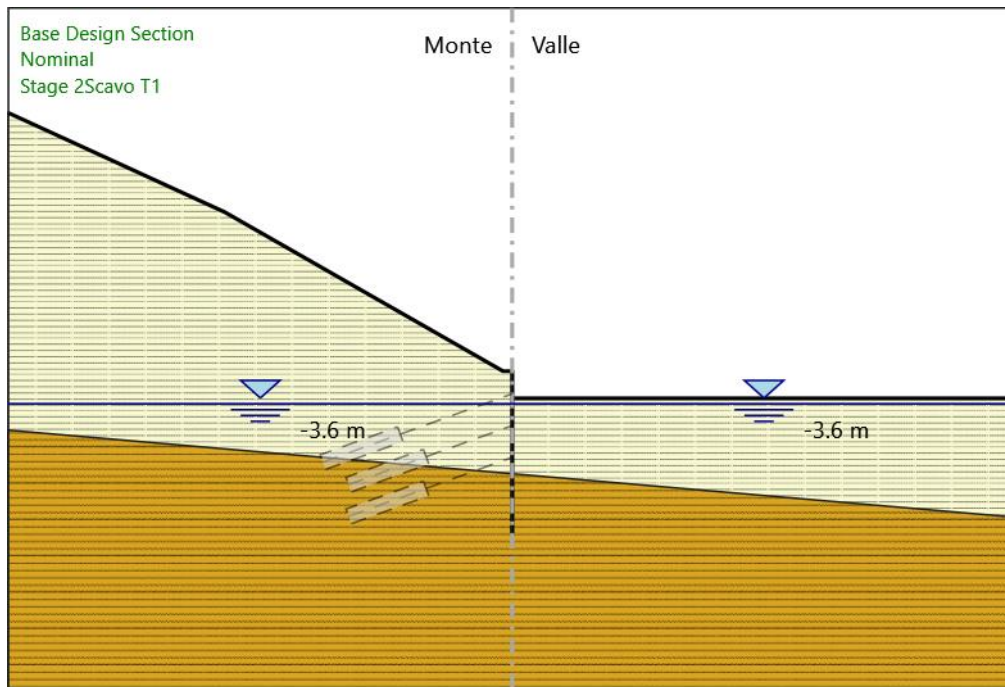 Base Design Section
Nominal
Stage 2Scavo T1
Monte
Valle
-3.6 m
-3.6 m